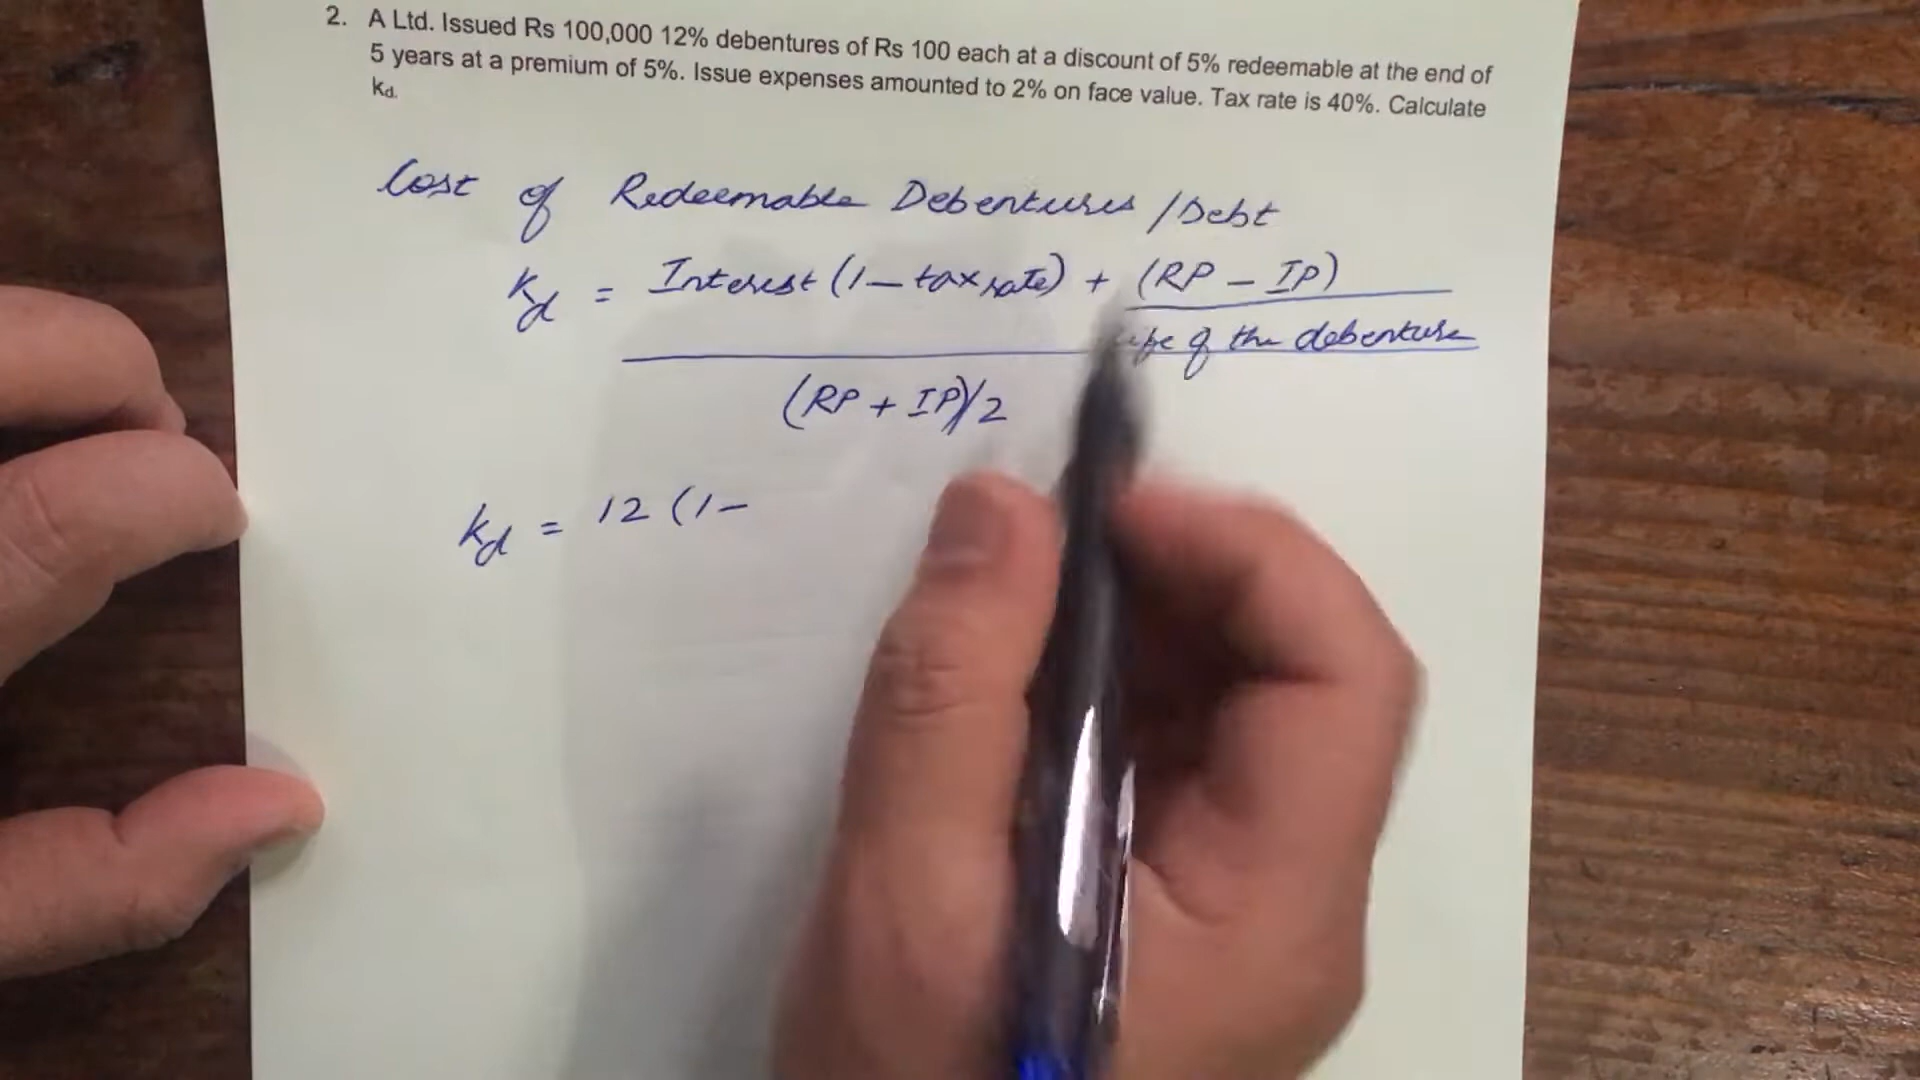 2. A Ltd. Issued Rs 100,000 12% debentures of Rs 100 each at a discount of 5% redeemable at the end of
5 years at a premium of 5%. Issue expenses amounted to 2% on face value. Tax rate is 40%. Calculate
kd.
Cost of Redeemable Debentures /Debt
kd = Interest (1 - tax rate) + (RP - IP)
of the debenture
(RP + IP)/2
kd = 12 (1 -